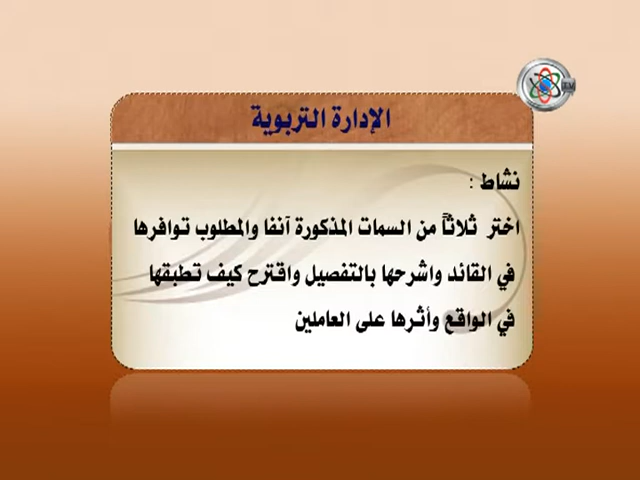 الإدارة التربوية
نشاط :
اختر ثلاثاً من السمات المذكورة آنفا والمطلوب توافرها
في القائد واشرحها بالتفصيل واقترح كيف تطبقها
في الواقع وأثرها على العاملين